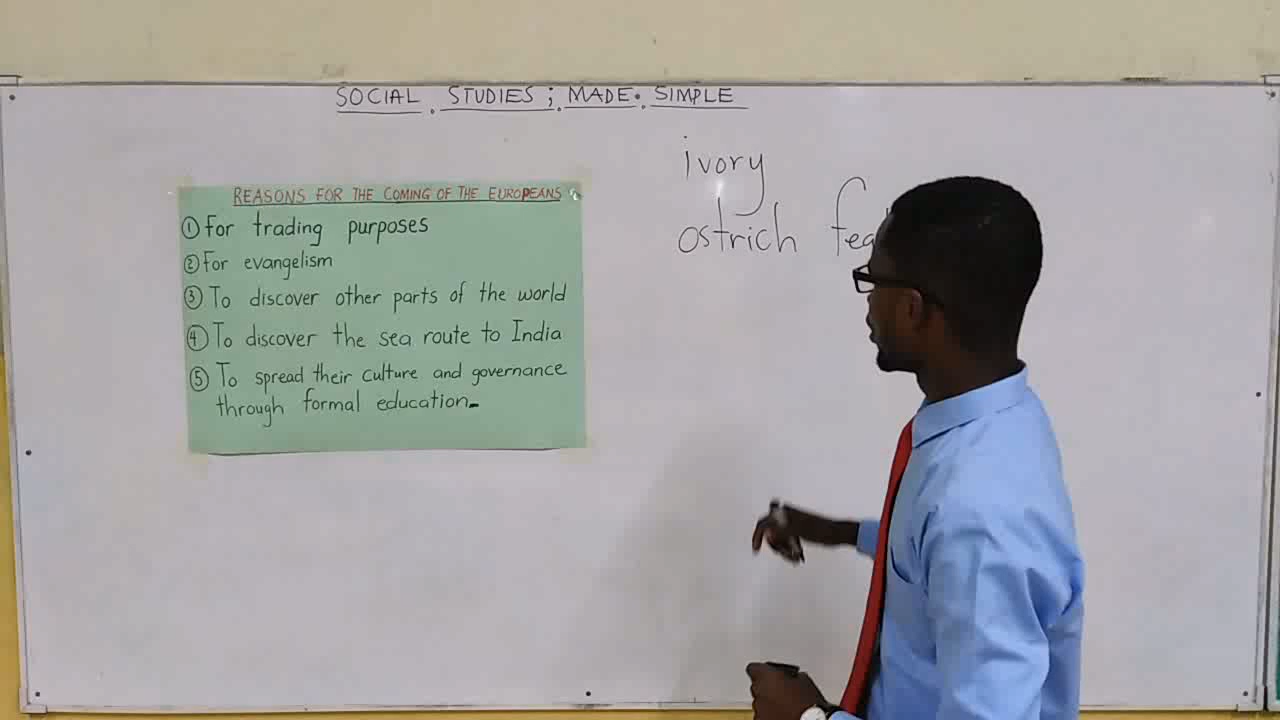 SOCIAL STUDIES ; MADE SIMPLE
REASONS FOR THE COMING OF THE EUROPEANS
① For trading purposes
② For evangelism
③ To discover other parts of the world
④ To discover the sea route to India
⑤ To spread their culture and governance
through formal education
ivory
ostrich